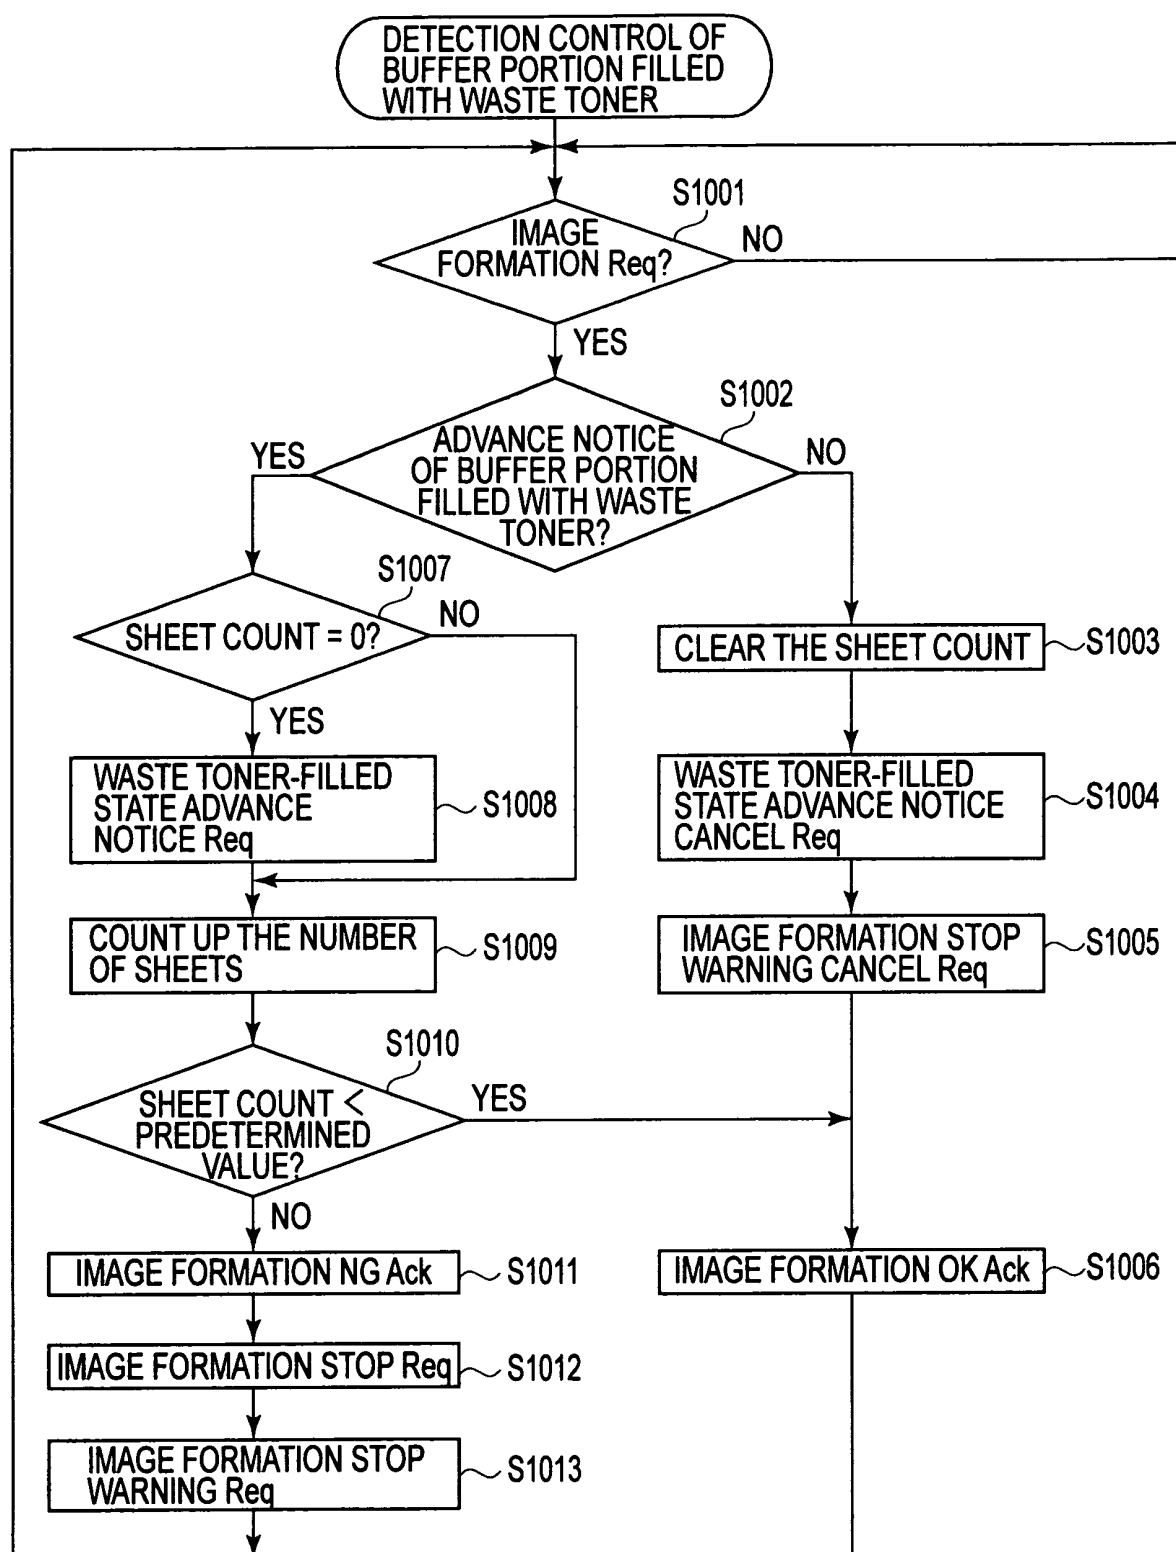 DETECTION CONTROL OF
BUFFER PORTION FILLED
WITH WASTE TONER
S1001
IMAGE
FORMATION Req?
NO
YES
S1002
ADVANCE NOTICE
OF BUFFER PORTION
FILLED WITH WASTE
TONER?
YES
NO
S1007
SHEET COUNT = 0?
NO
YES
CLEAR THE SHEET COUNT
S1003
WASTE TONER-FILLED
STATE ADVANCE
NOTICE Req
S1008
WASTE TONER-FILLED
STATE ADVANCE NOTICE
CANCEL Req
S1004
COUNT UP THE NUMBER
OF SHEETS
S1009
IMAGE FORMATION STOP
WARNING CANCEL Req
S1005
S1010
SHEET COUNT <
PREDETERMINED
VALUE?
YES
NO
IMAGE FORMATION NG Ack
S1011
IMAGE FORMATION OK Ack
S1006
IMAGE FORMATION STOP Req
S1012
IMAGE FORMATION STOP
WARNING Req
S1013